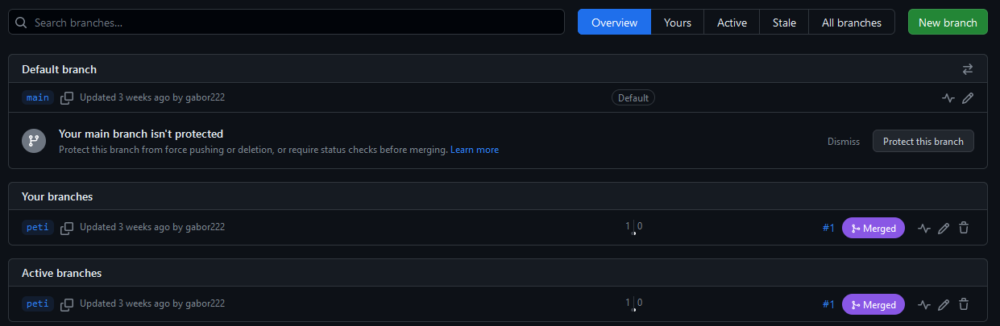 Search branches...
Overview Yours Active Stale All branches New branch
Default branch
main Updated 3 weeks ago by gabor222 Default
Your main branch isn't protected
Protect this branch from force pushing or deletion, or require status checks before merging. Learn more
Dismiss Protect this branch
Your branches
peti Updated 3 weeks ago by gabor222 1 0 #1 Merged
Active branches
peti Updated 3 weeks ago by gabor222 1 0 #1 Merged